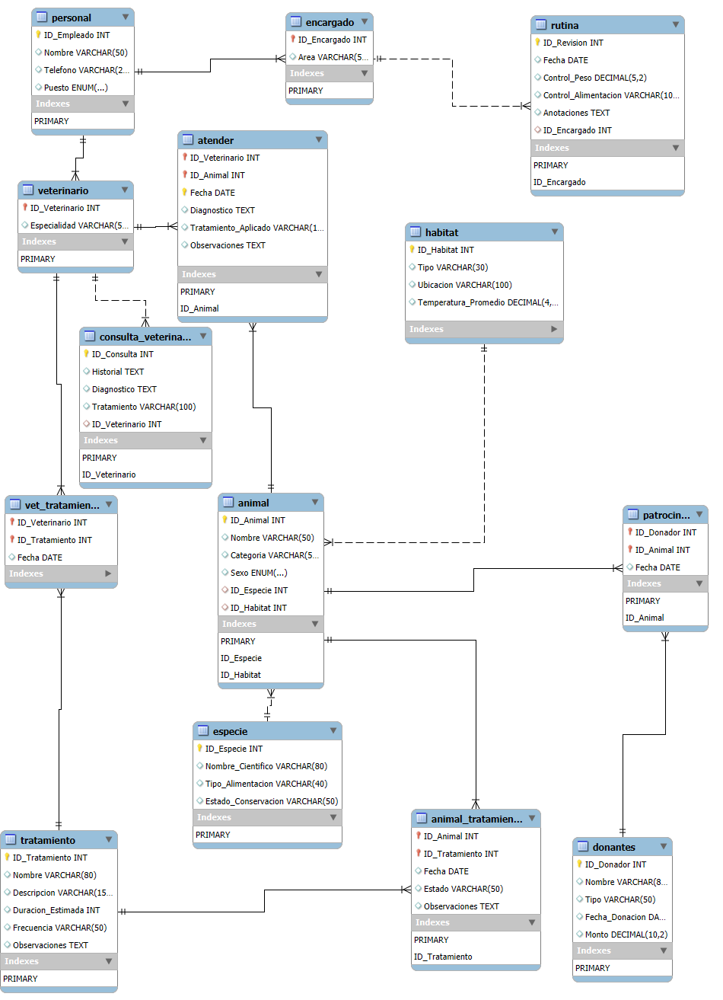 personal
ID_Empleado INT
Nombre VARCHAR(50)
Telefono VARCHAR(2...
Puesto ENUM(...)
Indexes
PRIMARY
encargado
ID_Encargado INT
Area VARCHAR(5...
Indexes
PRIMARY
rutina
ID_Revision INT
Fecha DATE
Control_Peso DECIMAL(5,2)
Control_Alimentacion VARCHAR(10...
Anotaciones TEXT
ID_Encargado INT
Indexes
PRIMARY
ID_Encargado
atender
ID_Veterinario INT
ID_Animal INT
Fecha DATE
Diagnostico TEXT
Tratamiento_Aplicado VARCHAR(1...
Observaciones TEXT
Indexes
PRIMARY
ID_Animal
veterinario
ID_Veterinario INT
Especialidad VARCHAR(5...
Indexes
PRIMARY
habitat
ID_Habitat INT
Tipo VARCHAR(30)
Ubicacion VARCHAR(100)
Temperatura_Promedio DECIMAL(4,...
Indexes
consulta_veterina...
ID_Consulta INT
Historial TEXT
Diagnostico TEXT
Tratamiento VARCHAR(100)
ID_Veterinario INT
Indexes
PRIMARY
ID_Veterinario
vet_tratamien...
ID_Veterinario INT
ID_Tratamiento INT
Fecha DATE
Indexes
animal
ID_Animal INT
Nombre VARCHAR(50)
Categoria VARCHAR(5...
Sexo ENUM(...)
ID_Especie INT
ID_Habitat INT
Indexes
PRIMARY
ID_Especie
ID_Habitat
patrocin...
ID_Donador INT
ID_Animal INT
Fecha DATE
Indexes
PRIMARY
ID_Animal
especie
ID_Especie INT
Nombre_Cientifico VARCHAR(80)
Tipo_Alimentacion VARCHAR(40)
Estado_Conservacion VARCHAR(50)
Indexes
PRIMARY
animal_tratamien...
ID_Animal INT
ID_Tratamiento INT
Fecha DATE
Estado VARCHAR(50)
Observaciones TEXT
Indexes
PRIMARY
ID_Tratamiento
tratamiento
ID_Tratamiento INT
Nombre VARCHAR(80)
Descripcion VARCHAR(15...
Duracion_Estimada INT
Frecuencia VARCHAR(50)
Observaciones TEXT
Indexes
PRIMARY
donantes
ID_Donador INT
Nombre VARCHAR(8...
Tipo VARCHAR(50)
Fecha_Donacion DA...
Monto DECIMAL(10,2)
Indexes
PRIMARY